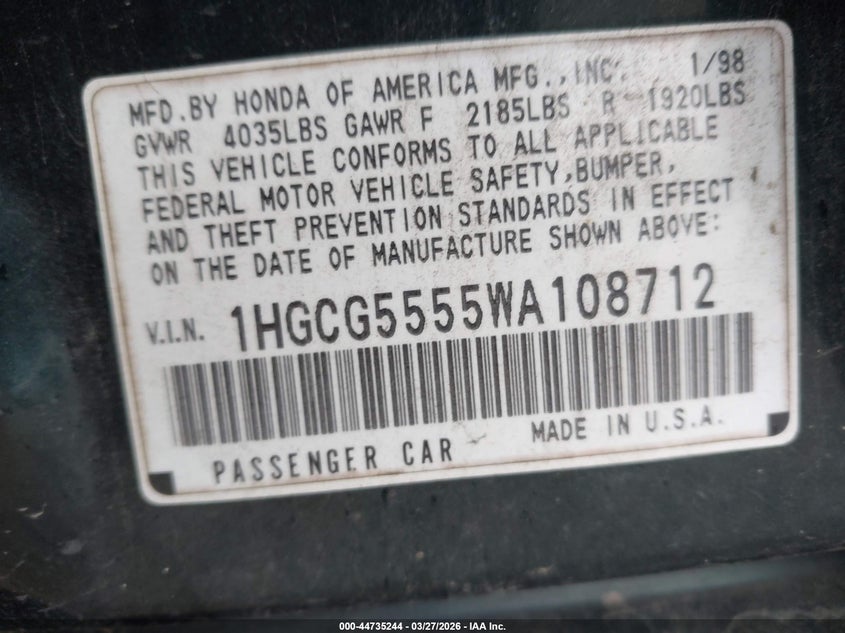 MFD.BY HONDA OF AMERICA MFG.,INC. 1/98
GVWR 4035LBS GAWR F 2185LBS R 1920LBS
THIS VEHICLE CONFORMS TO ALL APPLICABLE
FEDERAL MOTOR VEHICLE SAFETY,BUMPER,
AND THEFT PREVENTION STANDARDS IN EFFECT
ON THE DATE OF MANUFACTURE SHOWN ABOVE:
V.I.N. 1HGCG5555WA108712
PASSENGER CAR MADE IN U.S.A.
000-44735244 | 03/27/2026 - IAA Inc.